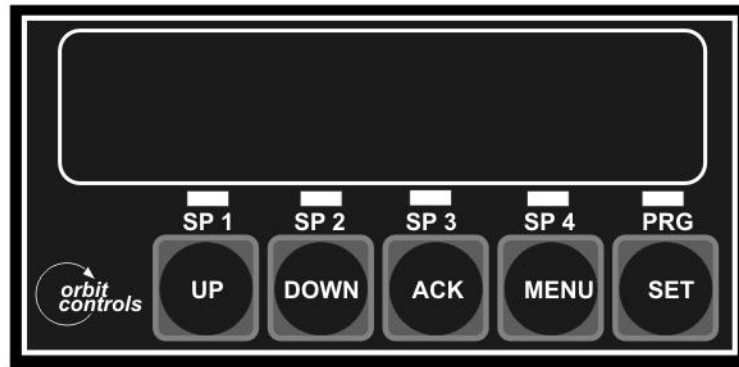 SP 1 SP 2 SP 3 SP 4 PRG
UP DOWN ACK MENU SET
orbit
controls